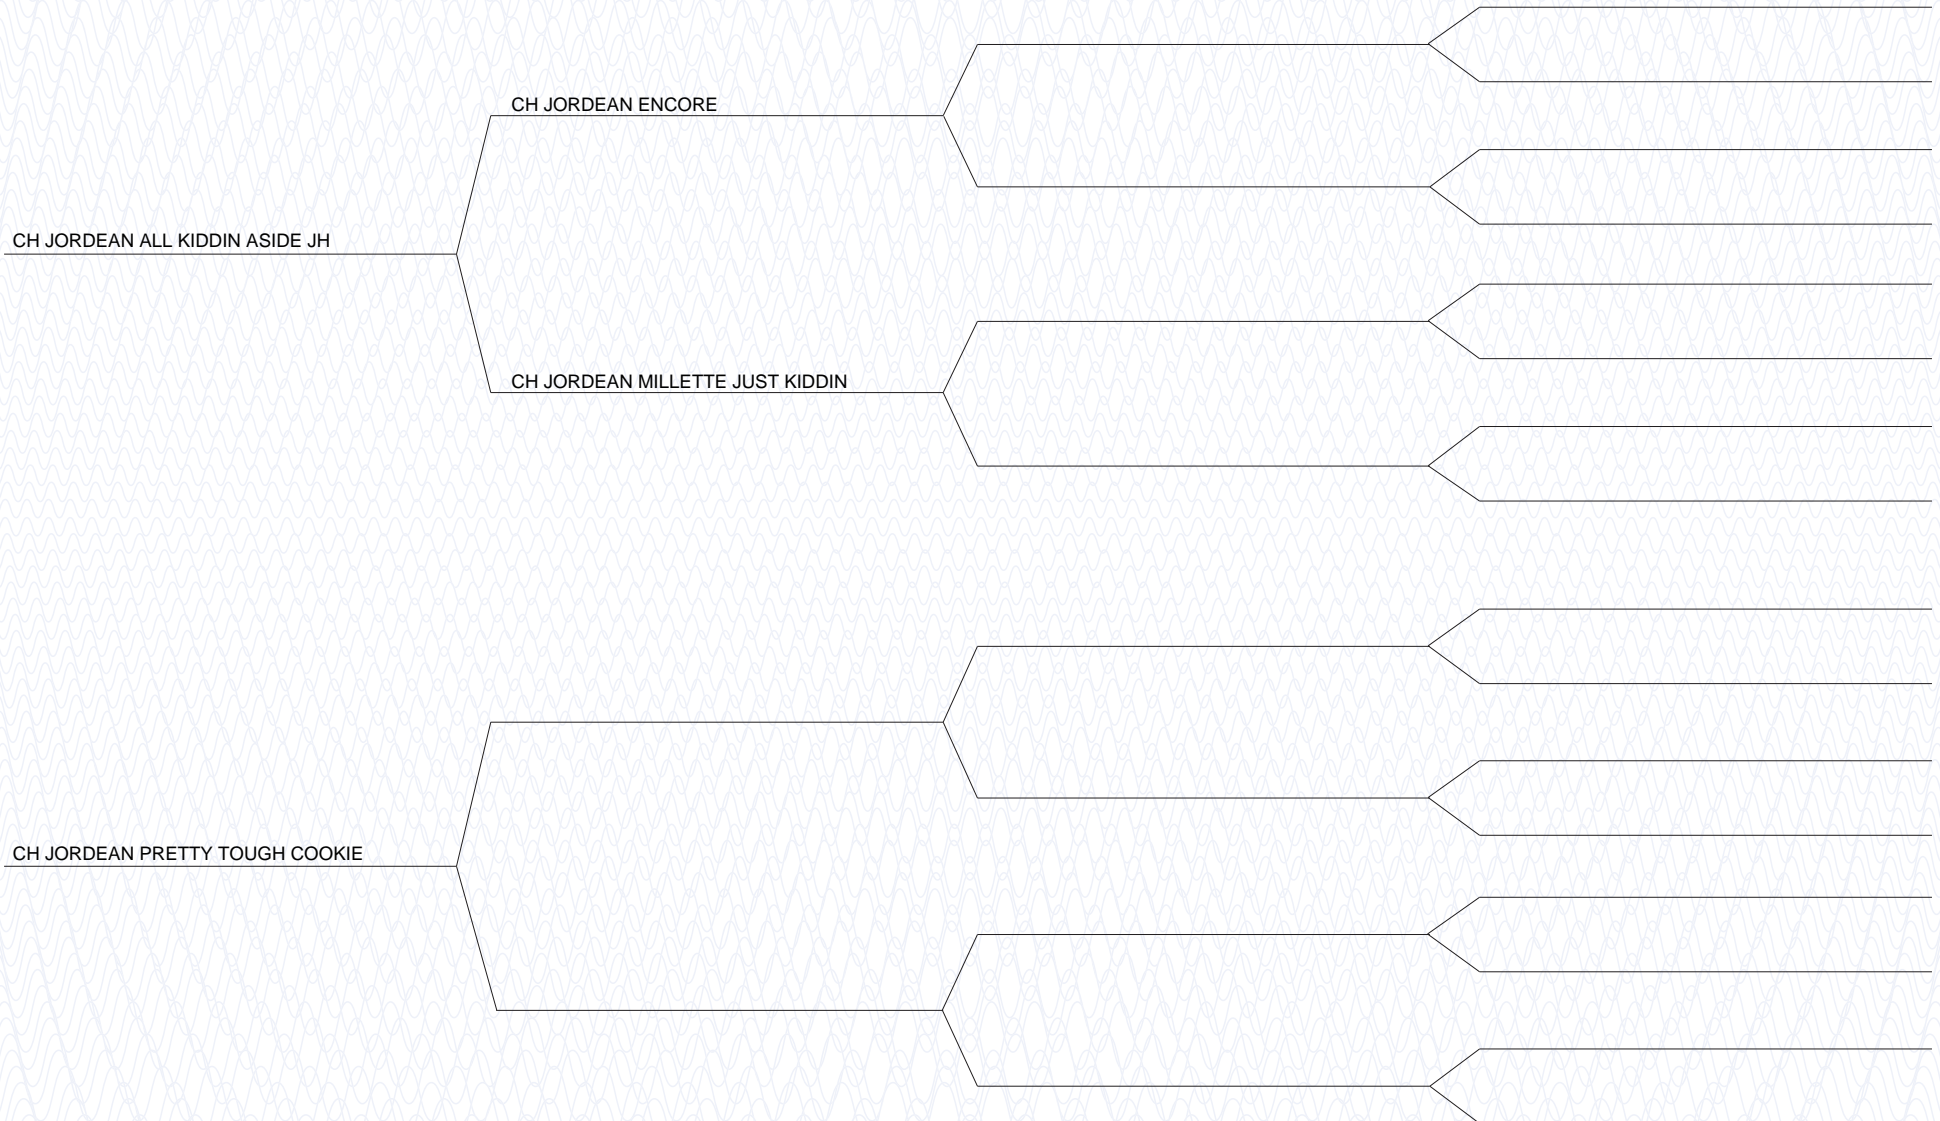 CH JORDEAN ENCORE
CH JORDEAN ALL KIDDIN ASIDE JH
CH JORDEAN MILLETTE JUST KIDDIN
CH JORDEAN PRETTY TOUGH COOKIE